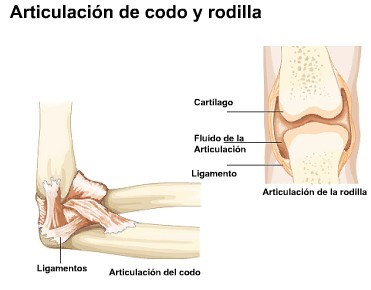 Articulación de codo y rodilla
Cartílago
Fluido de la
Articulación
Ligamento
Articulación de la rodilla
Ligamentos
Articulación del codo